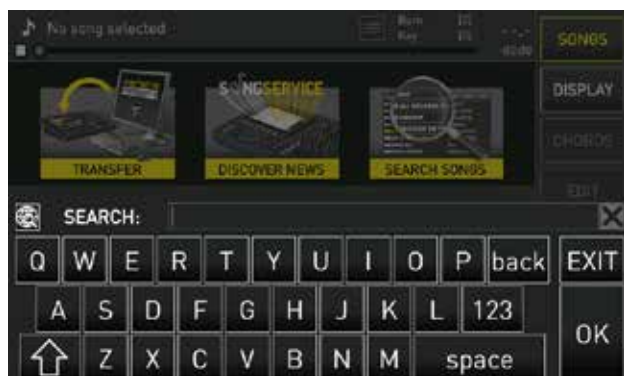 No song selected
SONGS
DISPLAY
CHORDS
EDIT
SONGSERVICE
TRANSFER
DISCOVER NEWS
SEARCH SONGS
SEARCH:
Q W E R T Y U I O P back EXIT
A S D F G H J K L 123
OK
Z X C V B N M space